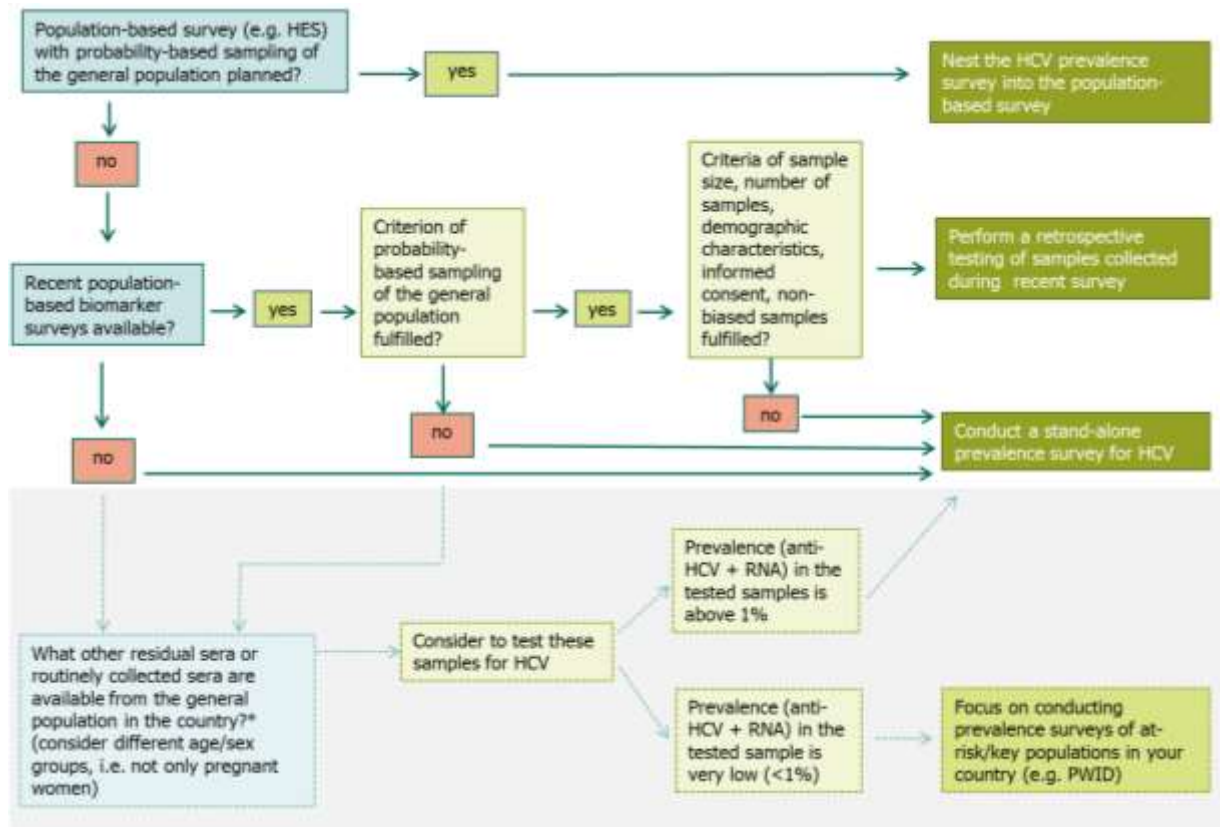 Population-based survey (e.g. HES)
with probability-based sampling of
the general population planned?
yes
Nest the HCV prevalence
survey into the population-
based survey
no
Recent population-
based biomarker
surveys available?
yes
Criterion of
probability-
based sampling
of the general
population
fulfilled?
yes
Criteria of sample
size, number of
samples,
demographic
characteristics,
informed
consent, non-
biased samples
fulfilled?
Perform a retrospective
testing of samples collected
during recent survey
no
no
no
Conduct a stand-alone
prevalence survey for HCV
What other residual sera or
routinely collected sera are
available from the general
population in the country?*
(consider different age/sex
groups, i.e. not only pregnant
women)
Consider to test these
samples for HCV
Prevalence (anti-
HCV + RNA) in the
tested samples is
above 1%
Prevalence (anti-
HCV + RNA) in the
tested sample is
very low (<1%)
Focus on conducting
prevalence surveys of at-
risk/key populations in your
country (e.g. PWID)